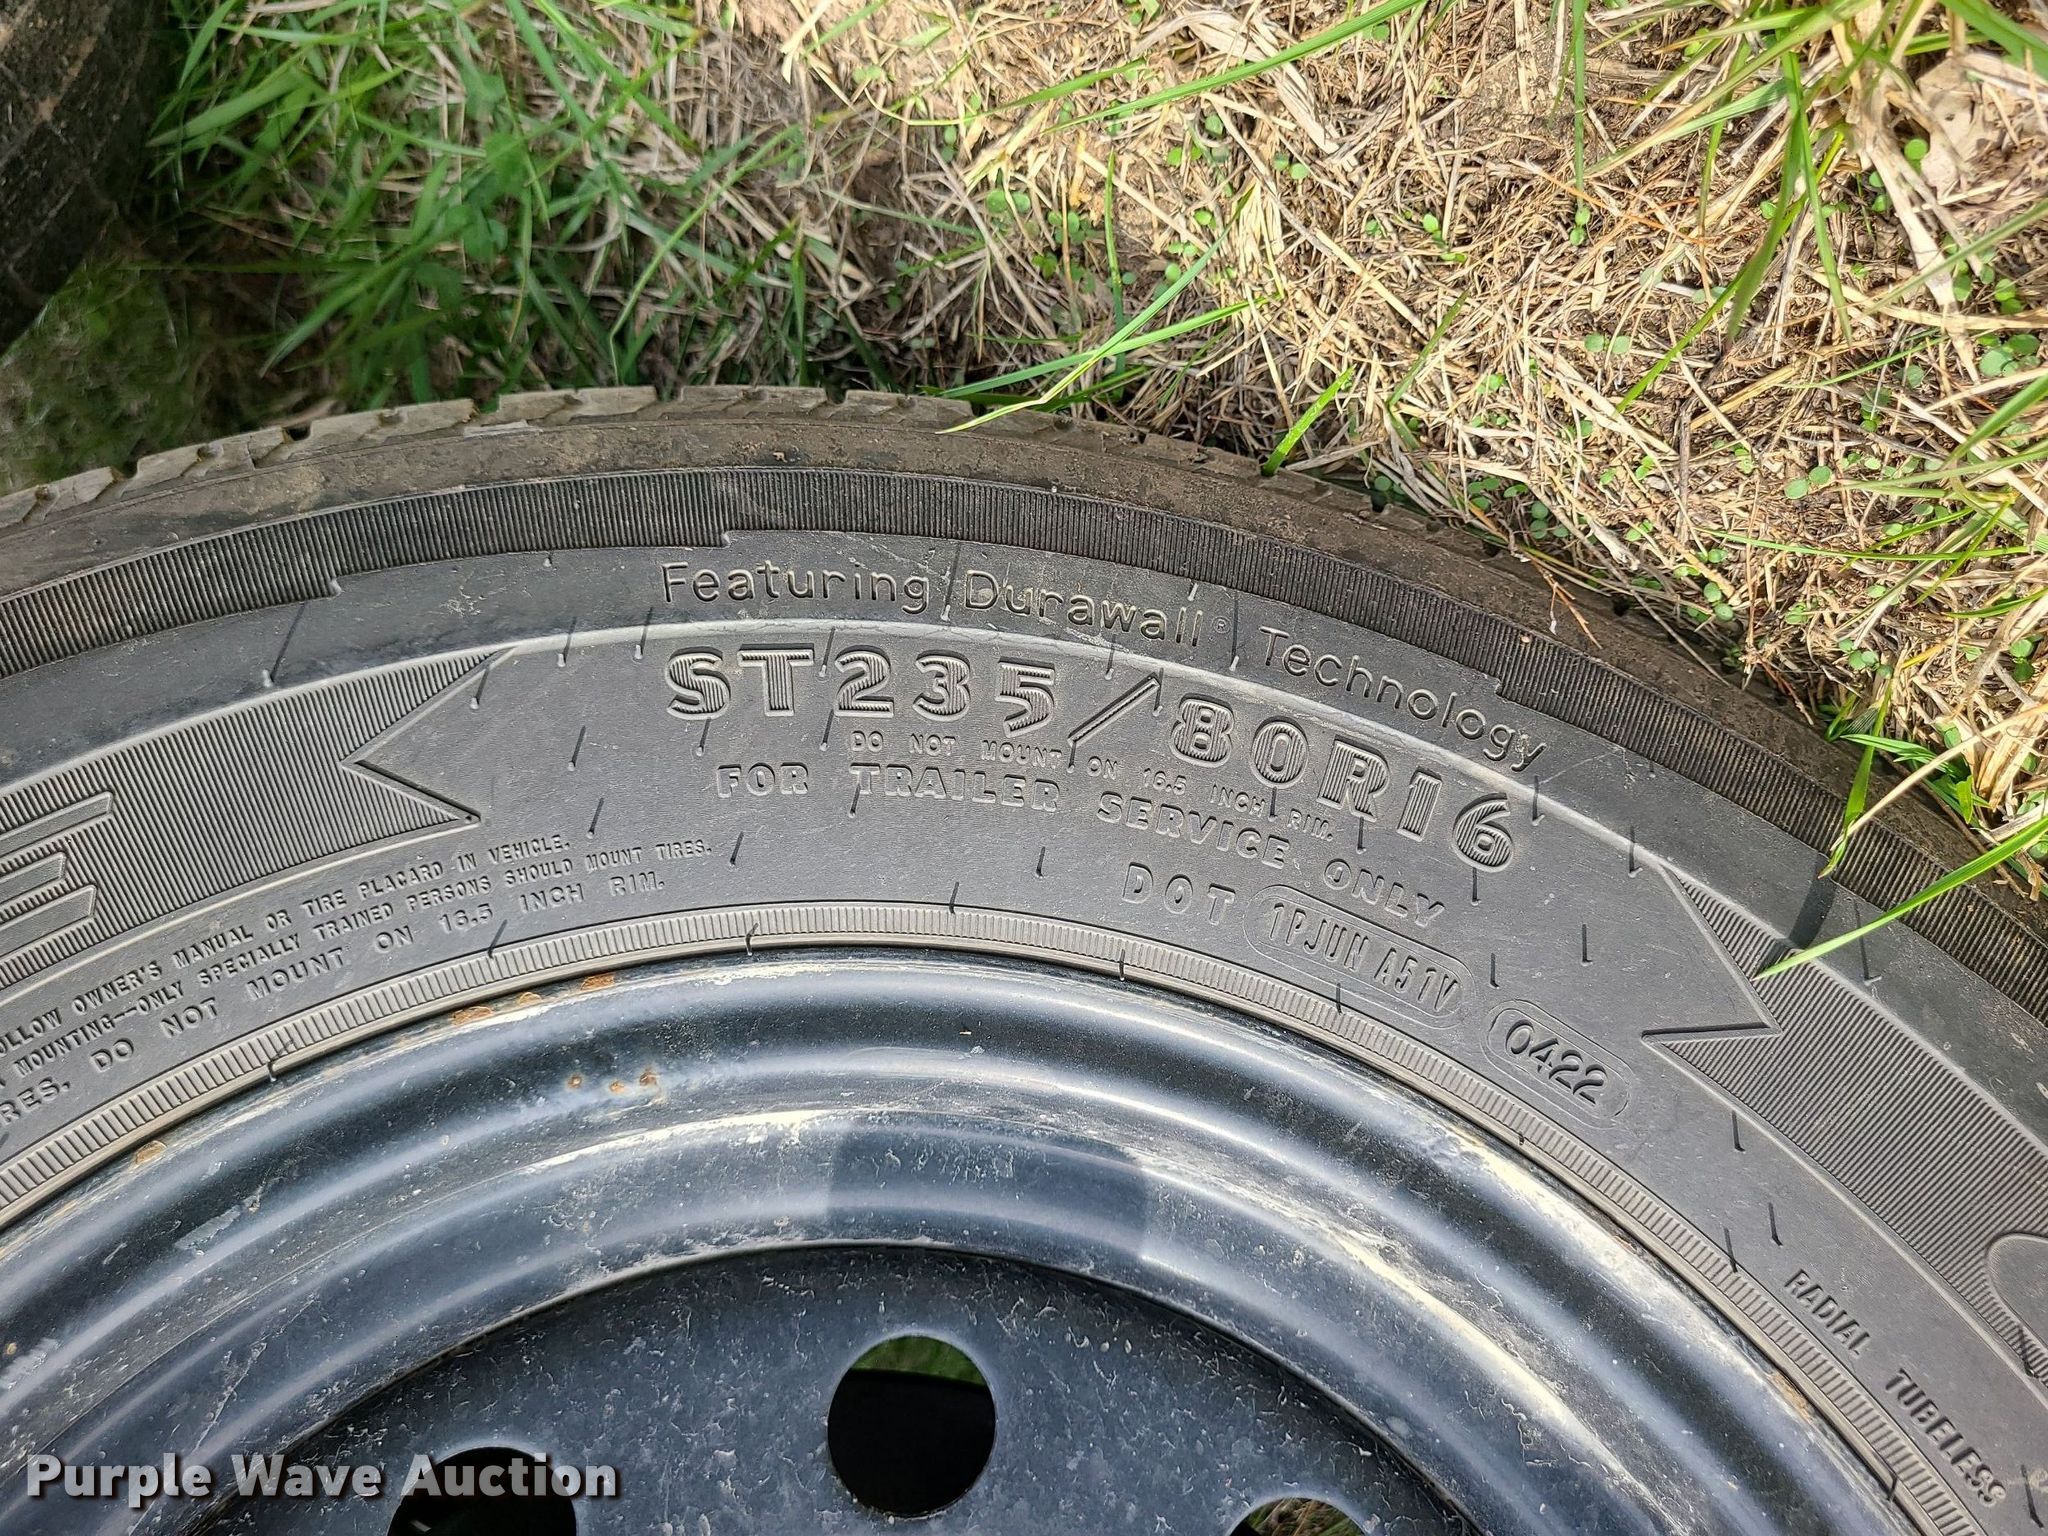 Featuring Durawall® Technology
ST235/80R16
DO NOT MOUNT ON 16.5 INCH RIM.
FOR TRAILER SERVICE ONLY
DOT 1PJUN A51V 0422
OWNER'S MANUAL OR TIRE PLACARD IN VEHICLE.
MOUNTING—ONLY SPECIALLY TRAINED PERSONS SHOULD MOUNT TIRES.
DO NOT MOUNT ON 16.5 INCH RIM.
RADIAL TUBELESS
Purple Wave Auction